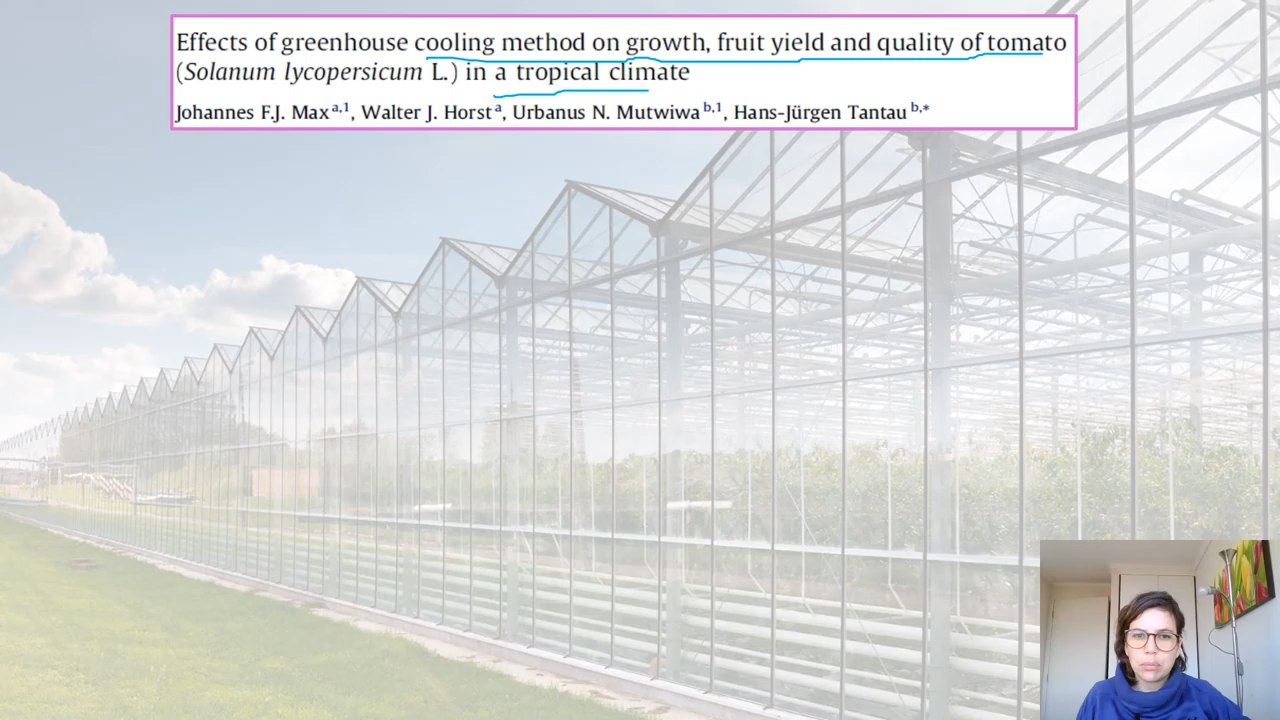 Effects of greenhouse cooling method on growth, fruit yield and quality of tomato
(Solanum lycopersicum L.) in a tropical climate
Johannes F.J. Max a,1, Walter J. Horst a, Urbanus N. Mutwiwa b,1, Hans-Jürgen Tantau b,*